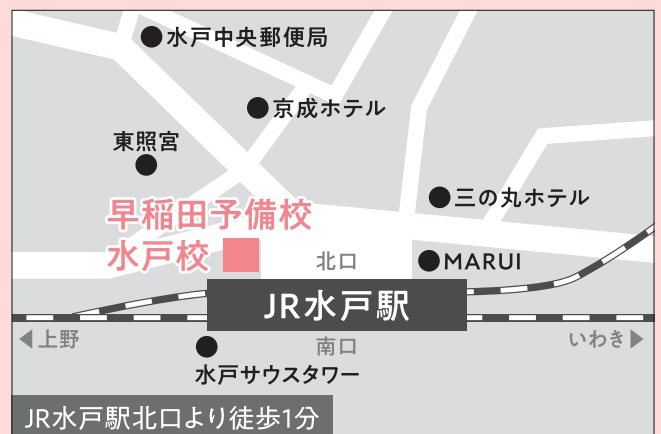 水戸中央郵便局
京成ホテル
東照宮
三の丸ホテル
早稲田予備校
水戸校
北口
MARUI
JR水戸駅
上野
南口
いわき
水戸サウスタワー
JR水戸駅北口より徒歩1分